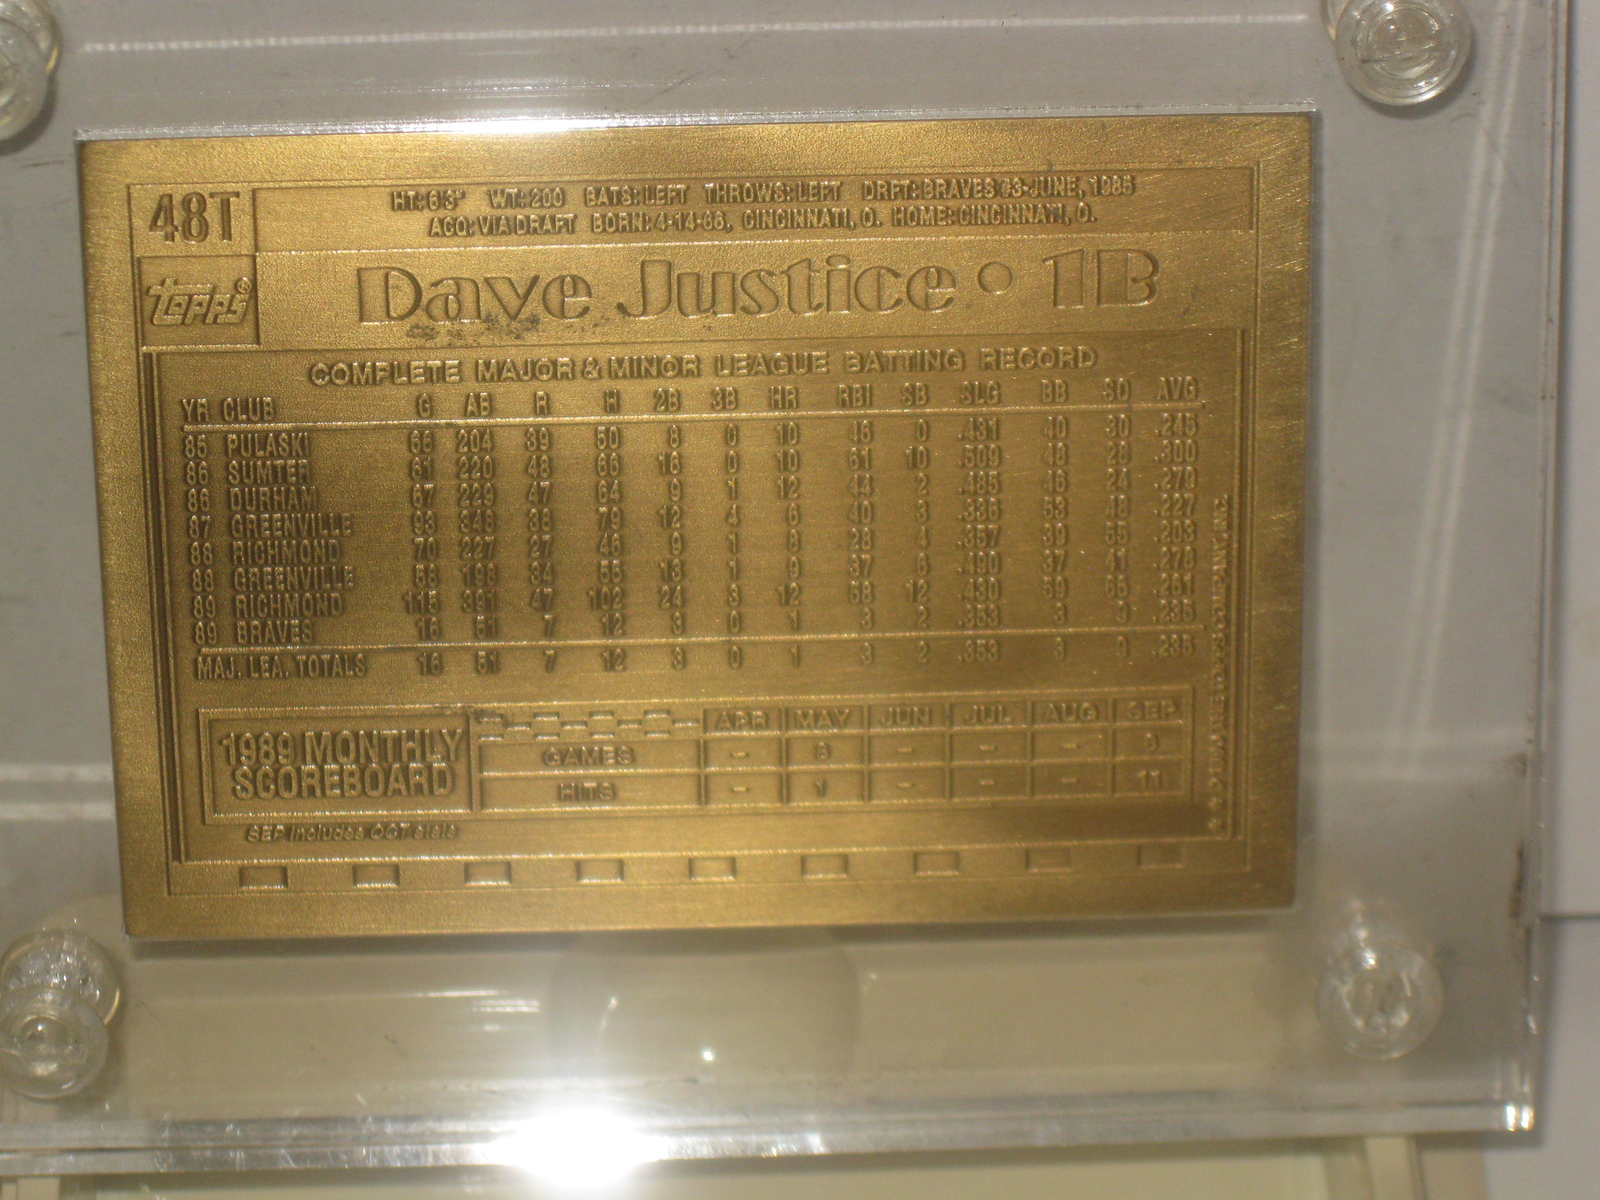 48T
HT: 6'3" WT: 200 BATS: LEFT THROWS: LEFT DRFT: BRAVES #3-JUNE, 1985
ACQ: VIA DRAFT BORN: 4-14-66, CINCINNATI, O. HOME: CINCINNATI, O.
Topps®
Dave Justice • 1B
COMPLETE MAJOR & MINOR LEAGUE BATTING RECORD
YR CLUB G AB R H 2B 3B HR RBI SB SLG BB SO AVG
85 PULASKI 66 204 39 50 8 0 10 46 0 .431 40 30 .245
86 SUMTER 61 220 48 66 16 0 10 61 10 .509 48 28 .300
86 DURHAM 67 229 47 64 9 1 12 44 2 .485 46 24 .279
87 GREENVILLE 93 348 38 79 12 4 6 40 3 .336 53 48 .227
88 RICHMOND 70 227 27 46 9 1 8 28 4 .357 39 55 .203
88 GREENVILLE 58 198 34 55 13 1 9 37 6 .490 37 41 .278
89 RICHMOND 115 391 47 102 24 3 12 58 12 .430 59 66 .261
89 BRAVES 16 51 7 12 3 0 1 3 2 .353 3 9 .235
MAJ. LEA. TOTALS 16 51 7 12 3 0 1 3 2 .353 3 9 .235
1989 MONTHLY SCOREBOARD
APR MAY JUN JUL AUG SEP
GAMES - 8 - - - 8
HITS - 1 - - - 11
SEP includes OCT stats
COMPANY, INC.